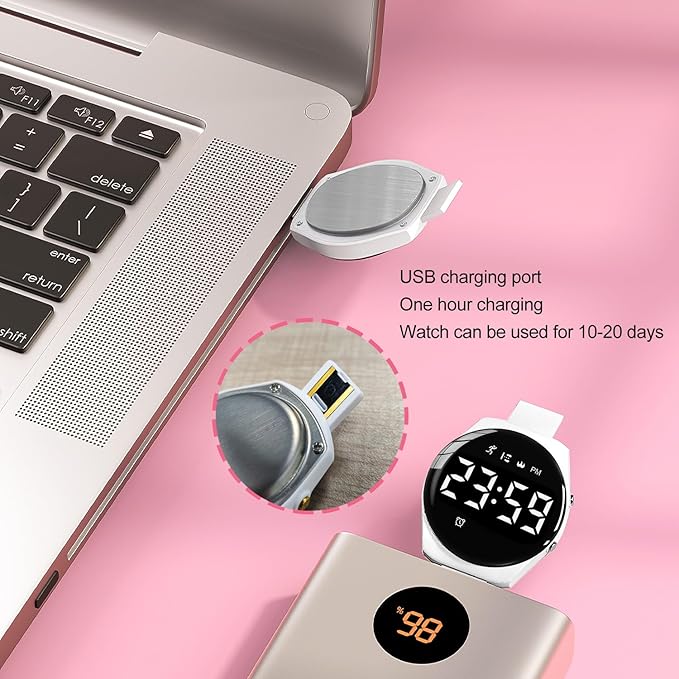 F11
F12
+
=
delete
}
]
|
\
enter
return
shift
USB charging port
One hour charging
Watch can be used for 10-20 days
PM
23:59
%
98